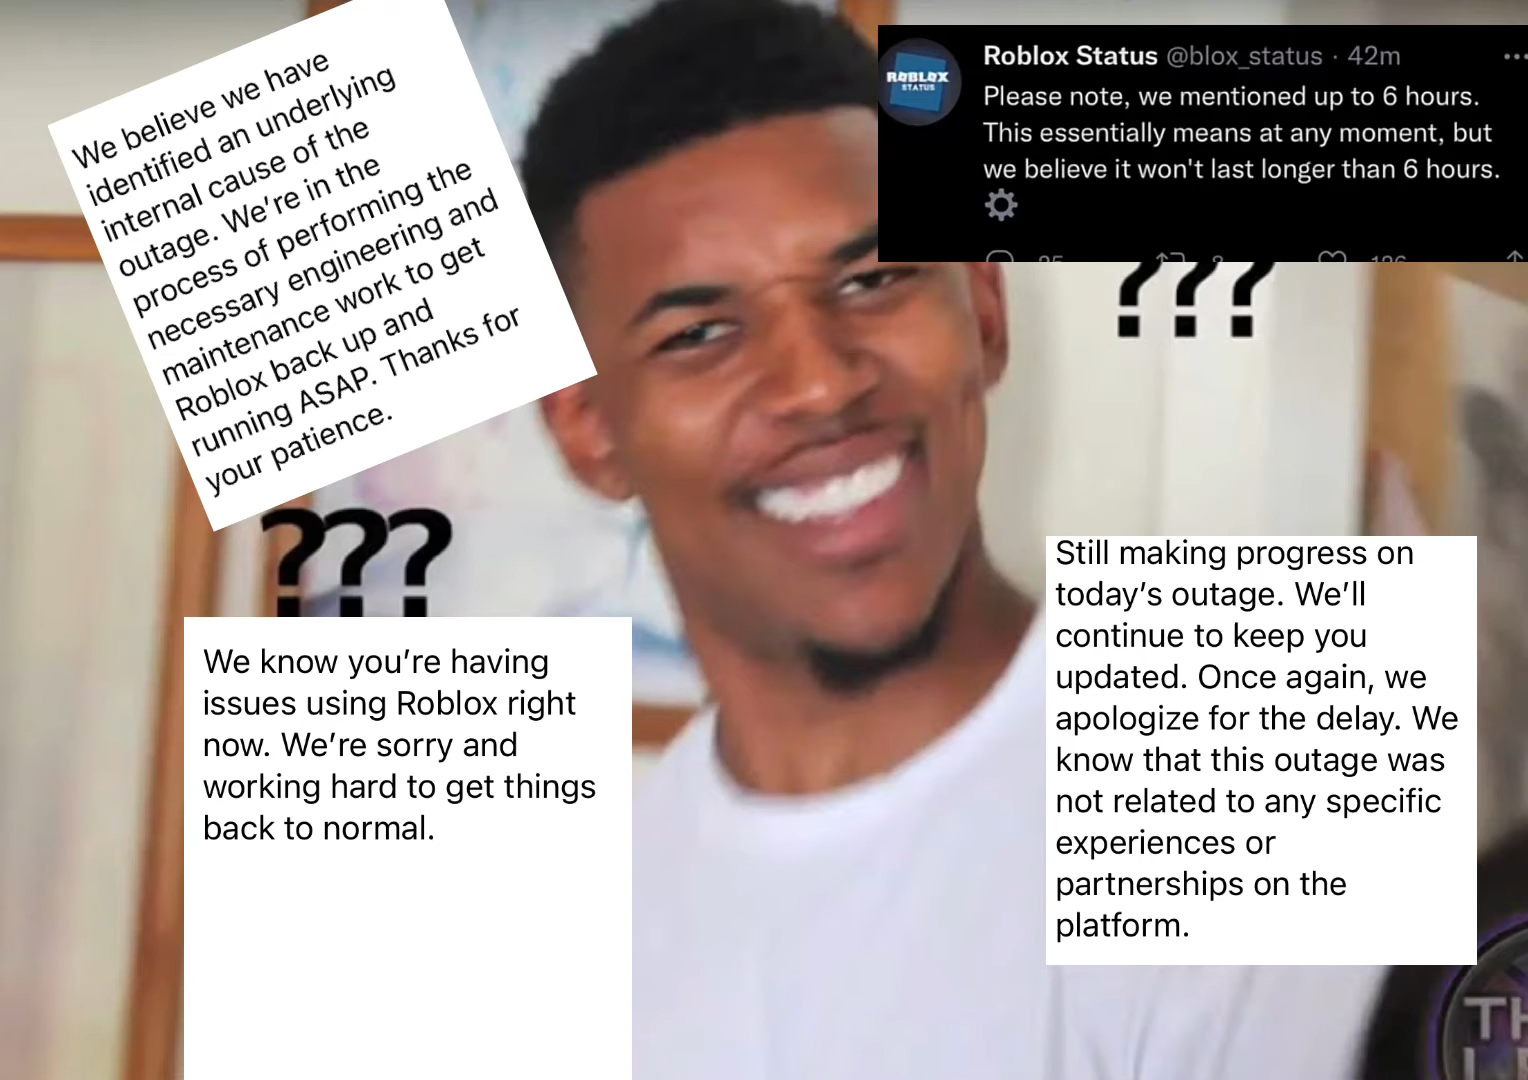 We believe we have
identified an underlying
internal cause of the
outage. We’re in the
process of performing the
necessary engineering and
maintenance work to get
Roblox back up and
running ASAP. Thanks for
your patience.
ROBLOX
STATUS
Roblox Status @blox_status · 42m
Please note, we mentioned up to 6 hours.
This essentially means at any moment, but
we believe it won't last longer than 6 hours.
???
???
We know you’re having
issues using Roblox right
now. We’re sorry and
working hard to get things
back to normal.
Still making progress on
today’s outage. We’ll
continue to keep you
updated. Once again, we
apologize for the delay. We
know that this outage was
not related to any specific
experiences or
partnerships on the
platform.